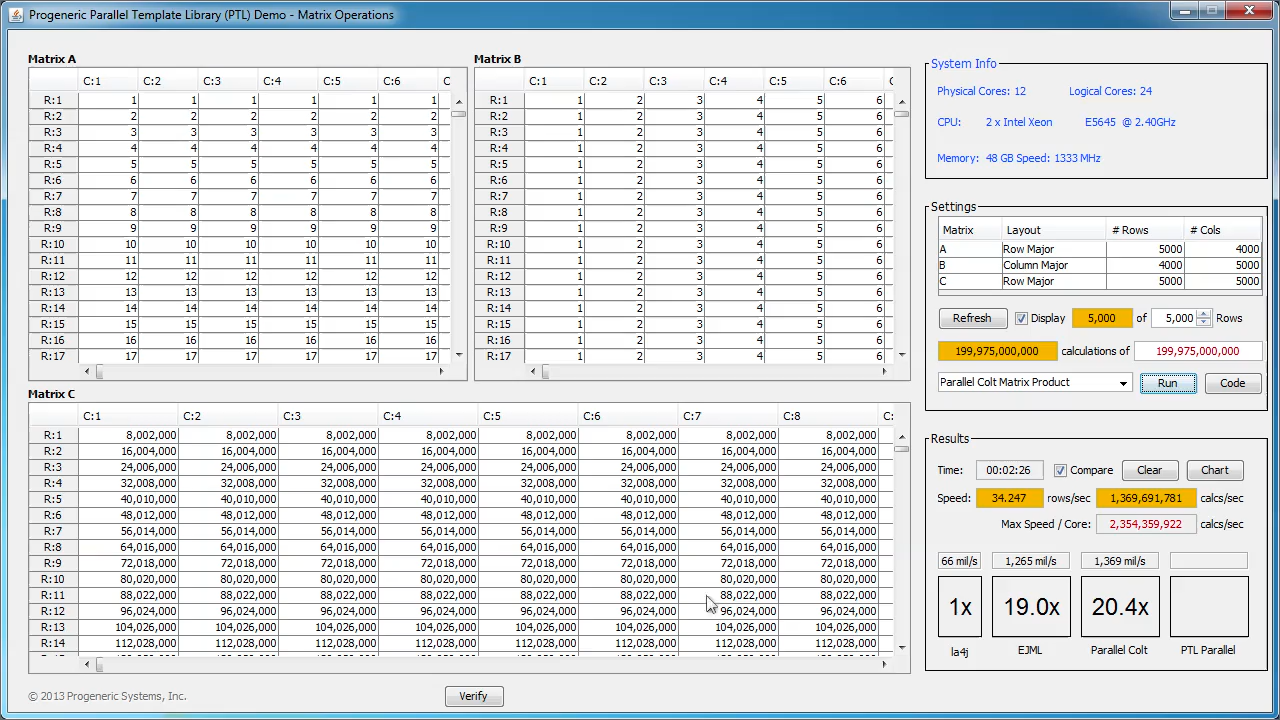 Progeneric Parallel Template Library (PTL) Demo - Matrix Operations
Matrix A
C:1 C:2 C:3 C:4 C:5 C:6 C
R:1 1 1 1 1 1 1
R:2 2 2 2 2 2 2
R:3 3 3 3 3 3 3
R:4 4 4 4 4 4 4
R:5 5 5 5 5 5 5
R:6 6 6 6 6 6 6
R:7 7 7 7 7 7 7
R:8 8 8 8 8 8 8
R:9 9 9 9 9 9 9
R:10 10 10 10 10 10 10
R:11 11 11 11 11 11 11
R:12 12 12 12 12 12 12
R:13 13 13 13 13 13 13
R:14 14 14 14 14 14 14
R:15 15 15 15 15 15 15
R:16 16 16 16 16 16 16
R:17 17 17 17 17 17 17
Matrix B
C:1 C:2 C:3 C:4 C:5 C:6 C
R:1 1 2 3 4 5 6
R:2 1 2 3 4 5 6
R:3 1 2 3 4 5 6
R:4 1 2 3 4 5 6
R:5 1 2 3 4 5 6
R:6 1 2 3 4 5 6
R:7 1 2 3 4 5 6
R:8 1 2 3 4 5 6
R:9 1 2 3 4 5 6
R:10 1 2 3 4 5 6
R:11 1 2 3 4 5 6
R:12 1 2 3 4 5 6
R:13 1 2 3 4 5 6
R:14 1 2 3 4 5 6
R:15 1 2 3 4 5 6
R:16 1 2 3 4 5 6
R:17 1 2 3 4 5 6
Matrix C
C:1 C:2 C:3 C:4 C:5 C:6 C:7 C:8 C:
R:1 8,002,000 8,002,000 8,002,000 8,002,000 8,002,000 8,002,000 8,002,000 8,002,000
R:2 16,004,000 16,004,000 16,004,000 16,004,000 16,004,000 16,004,000 16,004,000 16,004,000
R:3 24,006,000 24,006,000 24,006,000 24,006,000 24,006,000 24,006,000 24,006,000 24,006,000
R:4 32,008,000 32,008,000 32,008,000 32,008,000 32,008,000 32,008,000 32,008,000 32,008,000
R:5 40,010,000 40,010,000 40,010,000 40,010,000 40,010,000 40,010,000 40,010,000 40,010,000
R:6 48,012,000 48,012,000 48,012,000 48,012,000 48,012,000 48,012,000 48,012,000 48,012,000
R:7 56,014,000 56,014,000 56,014,000 56,014,000 56,014,000 56,014,000 56,014,000 56,014,000
R:8 64,016,000 64,016,000 64,016,000 64,016,000 64,016,000 64,016,000 64,016,000 64,016,000
R:9 72,018,000 72,018,000 72,018,000 72,018,000 72,018,000 72,018,000 72,018,000 72,018,000
R:10 80,020,000 80,020,000 80,020,000 80,020,000 80,020,000 80,020,000 80,020,000 80,020,000
R:11 88,022,000 88,022,000 88,022,000 88,022,000 88,022,000 88,022,000 88,022,000 88,022,000
R:12 96,024,000 96,024,000 96,024,000 96,024,000 96,024,000 96,024,000 96,024,000 96,024,000
R:13 104,026,000 104,026,000 104,026,000 104,026,000 104,026,000 104,026,000 104,026,000 104,026,000
R:14 112,028,000 112,028,000 112,028,000 112,028,000 112,028,000 112,028,000 112,028,000 112,028,000
© 2013 Progeneric Systems, Inc.
Verify
System Info
Physical Cores: 12 Logical Cores: 24
CPU: 2 x Intel Xeon E5645 @ 2.40GHz
Memory: 48 GB Speed: 1333 MHz
Settings
Matrix Layout # Rows # Cols
A Row Major 5000 4000
B Column Major 4000 5000
C Row Major 5000 5000
Refresh Display 5,000 of 5,000 Rows
199,975,000,000 calculations of 199,975,000,000
Parallel Colt Matrix Product Run Code
Results
Time: 00:02:26 Compare Clear Chart
Speed: 34.247 rows/sec 1,369,691,781 calcs/sec
Max Speed / Core: 2,354,359,922 calcs/sec
66 mil/s 1,265 mil/s 1,369 mil/s
1x 19.0x 20.4x
la4j EJML Parallel Colt PTL Parallel